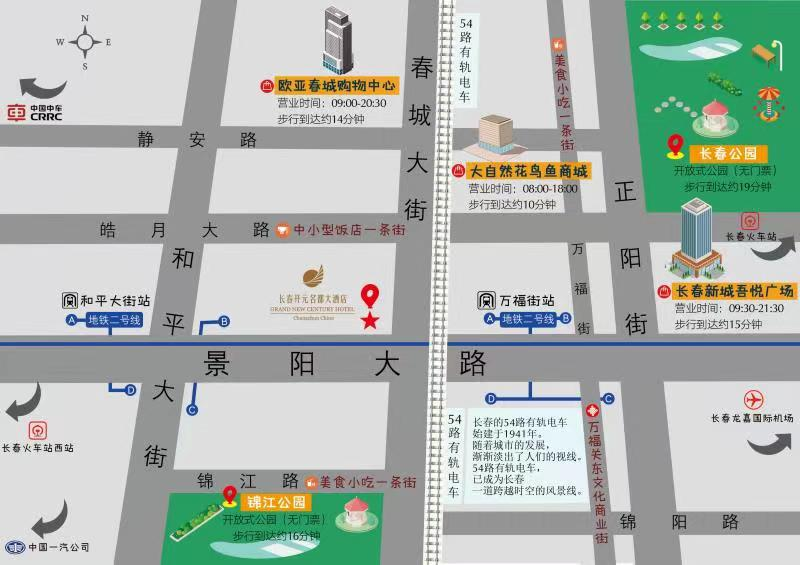 N
W
E
S
中国中车
CRRC
欧亚春城购物中心
营业时间：09:00-20:30
步行到达约14分钟
春城大街
54路有轨电车
美食小吃一条街
长春公园
开放式公园（无门票）
步行到达约19分钟
静安路
大自然花鸟鱼商城
营业时间：08:00-18:00
步行到达约10分钟
正阳街
皓月大路
中小型饭店一条街
长春火车站
和平大街
长春开元名都大酒店
GRAND NEW CENTURY HOTEL
Changchun China
万福街
长春新城吾悦广场
营业时间：09:30-21:30
步行到达约15分钟
和平大街站
A
地铁二号线
B
万福街站
A
地铁二号线
B
景阳大路
D
C
D
C
长春火车站西站
长春龙嘉国际机场
54路有轨电车
长春的54路有轨电车
始建于1941年。
随着城市的发展，
渐渐淡出了人们的视线。
54路有轨电车，
已成为长春
一道跨越时空的风景线。
万福关东文化商业街
锦江路
美食小吃一条街
锦江公园
开放式公园（无门票）
步行到达约16分钟
锦阳路
中国一汽公司